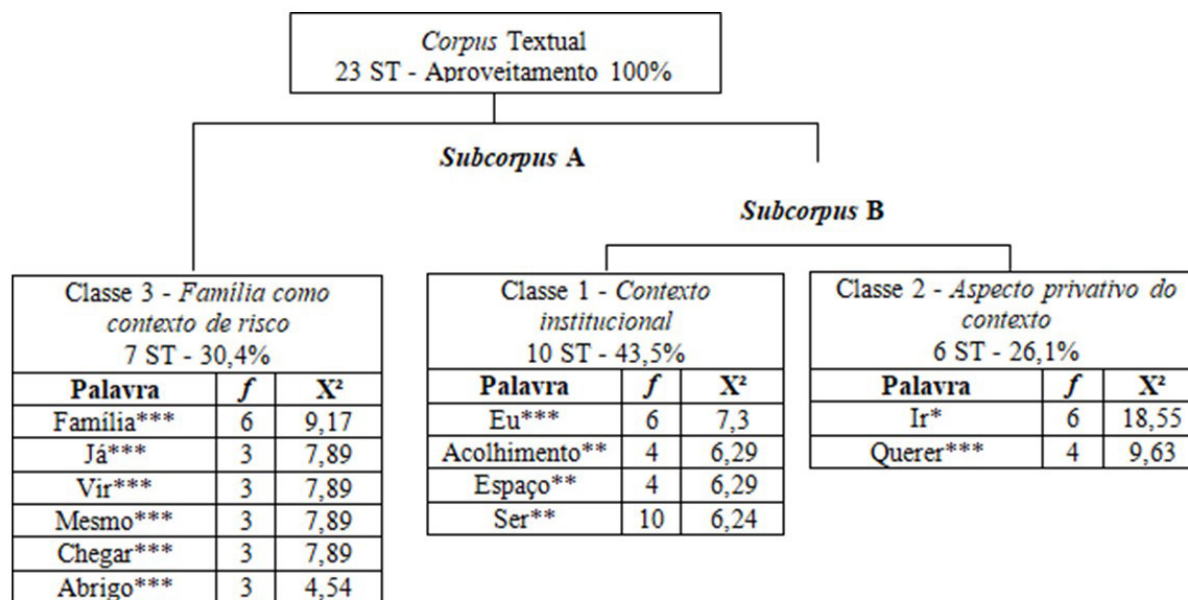 Corpus Textual
23 ST - Aproveitamento 100%
Subcorpus A
Subcorpus B
Classe 3 - Família como
contexto de risco
7 ST - 30,4%
Palavra f X²
Família*** 6 9,17
Já*** 3 7,89
Vir*** 3 7,89
Mesmo*** 3 7,89
Chegar*** 3 7,89
Abrigo*** 3 4,54
Classe 1 - Contexto
institucional
10 ST - 43,5%
Palavra f X²
Eu*** 6 7,3
Acolhimento** 4 6,29
Espaço** 4 6,29
Ser** 10 6,24
Classe 2 - Aspecto privativo do
contexto
6 ST - 26,1%
Palavra f X²
Ir* 6 18,55
Querer*** 4 9,63